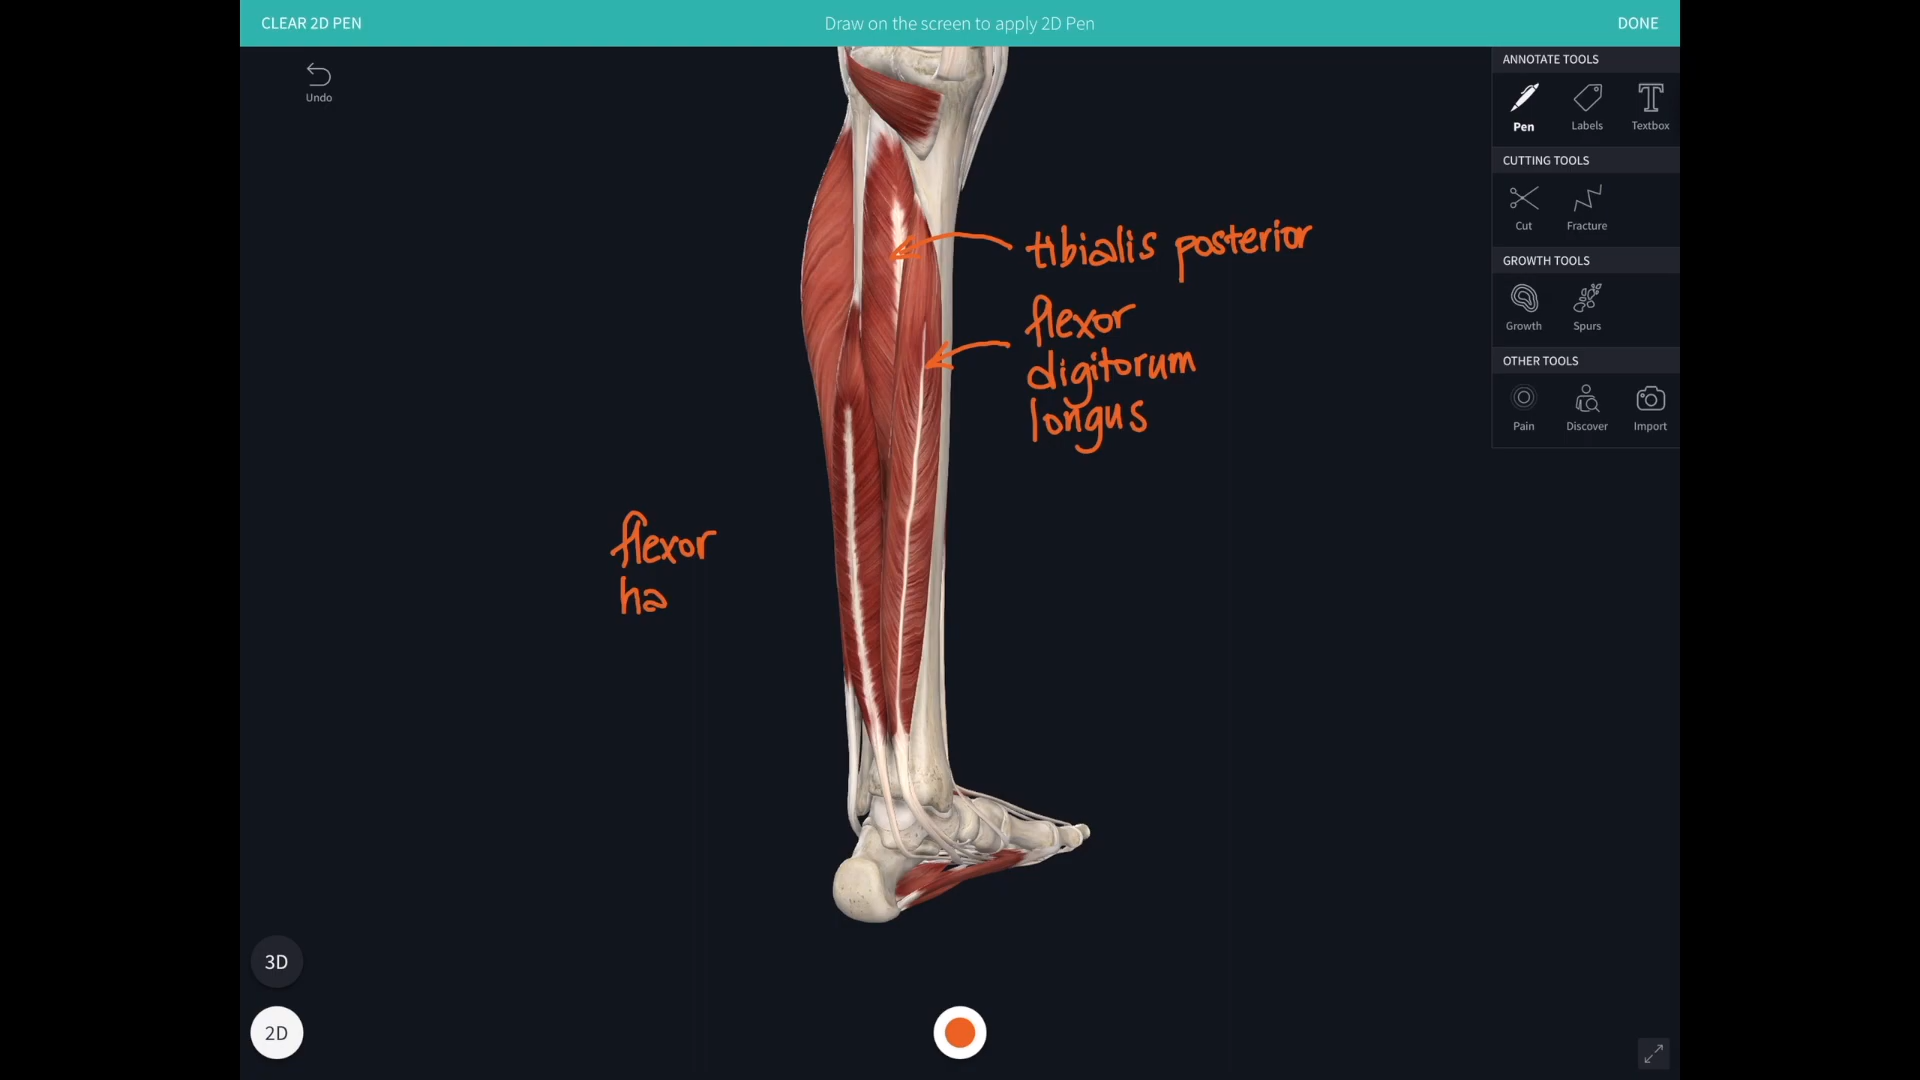 CLEAR 2D PEN
Draw on the screen to apply 2D Pen
DONE
Undo
ANNOTATE TOOLS
Pen Labels Textbox
CUTTING TOOLS
Cut Fracture
GROWTH TOOLS
Growth Spurs
OTHER TOOLS
Pain Discover Import
tibialis posterior
flexor
digitorum
longus
flexor
ha
3D
2D